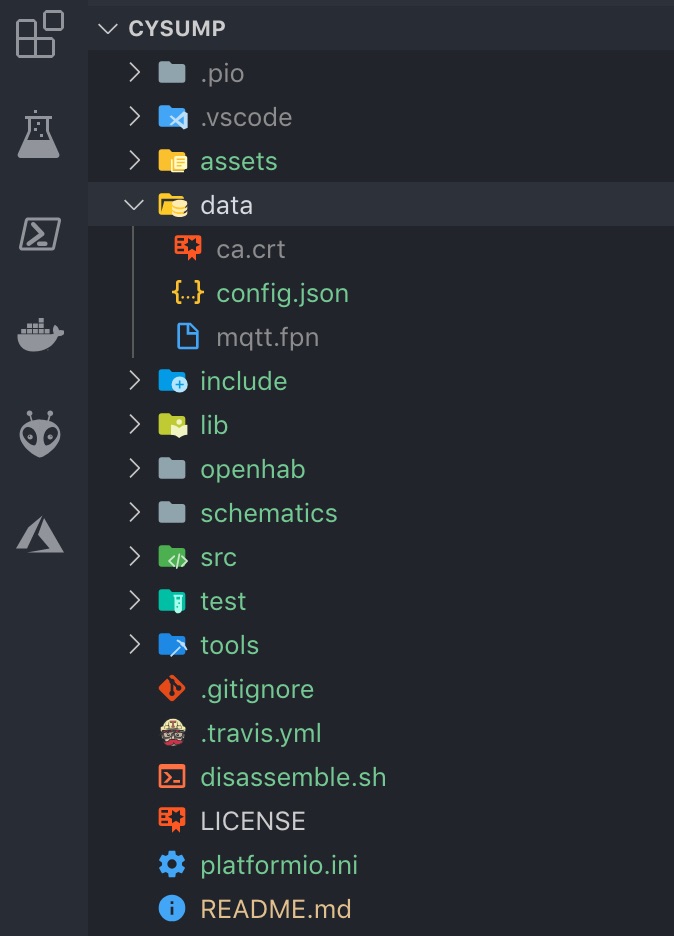 CYSUMP
.pio
.vscode
assets
data
ca.crt
config.json
mqtt.fpn
include
lib
openhab
schematics
src
test
tools
.gitignore
.travis.yml
disassemble.sh
LICENSE
platformio.ini
README.md